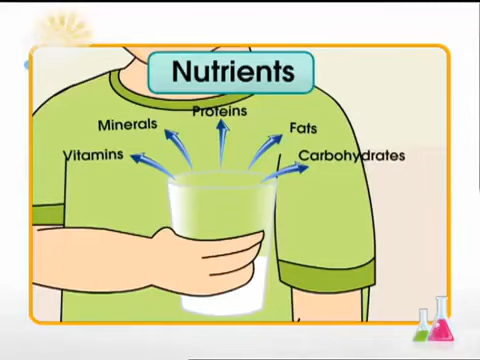 Nutrients
Proteins
Minerals
Fats
Vitamins
Carbohydrates